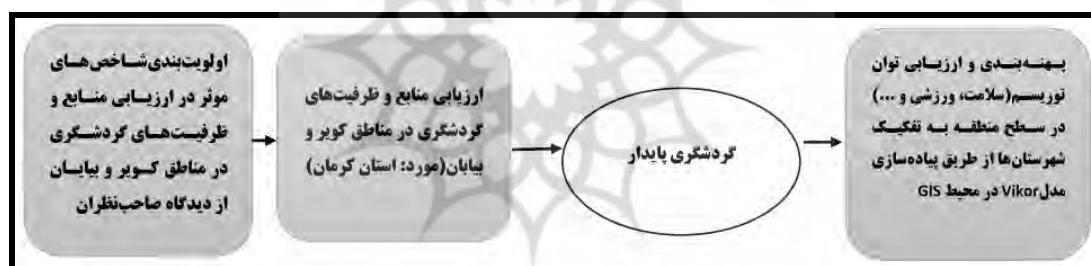 اولویت‌بندی شاخص‌های
موثر در ارزیابی منابع و
ظرفیت‌های گردشگری
در مناطق کویر و بیابان
از دیدگاه صاحب‌نظران
ارزیابی منابع و ظرفیت‌های
گردشگری در مناطق کویر و
بیابان(مورد: استان کرمان)
گردشگری پایدار
پهنه‌بندی و ارزیابی توان
توریسم(سلامت، ورزشی و ...)
در سطح منطقه به تفکیک
شهرستان‌ها از طریق پیاده‌سازی
مدلVikor در محیط GIS